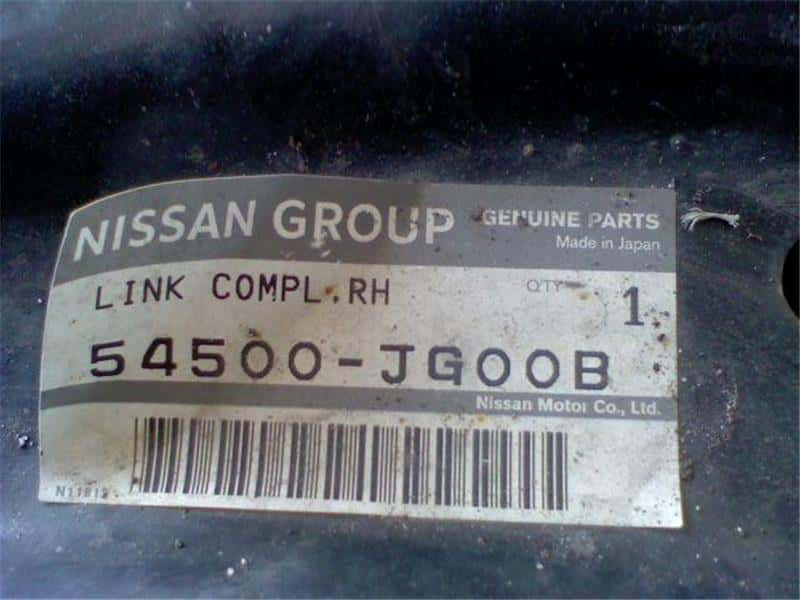 NISSAN GROUP GENUINE PARTS
Made in Japan
LINK COMPL.RH QTY 1
54500-JG00B
Nissan Motor Co., Ltd.